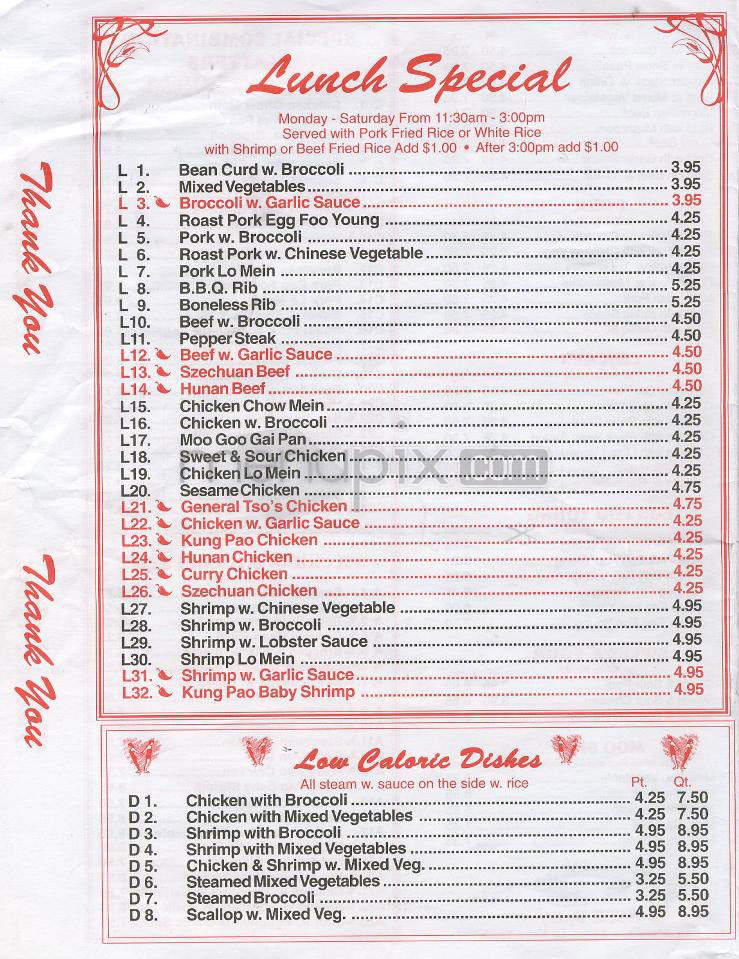 Lunch Special
Monday - Saturday From 11:30am - 3:00pm
Served with Pork Fried Rice or White Rice
with Shrimp or Beef Fried Rice Add $1.00 • After 3:00pm add $1.00
L 1. Bean Curd w. Broccoli 3.95
L 2. Mixed Vegetables 3.95
L 3. Broccoli w. Garlic Sauce 3.95
L 4. Roast Pork Egg Foo Young 4.25
L 5. Pork w. Broccoli 4.25
L 6. Roast Pork w. Chinese Vegetable 4.25
L 7. Pork Lo Mein 4.25
L 8. B.B.Q. Rib 5.25
L 9. Boneless Rib 5.25
L10. Beef w. Broccoli 4.50
L11. Pepper Steak 4.50
L12. Beef w. Garlic Sauce 4.50
L13. Szechuan Beef 4.50
L14. Hunan Beef 4.50
L15. Chicken Chow Mein 4.25
L16. Chicken w. Broccoli 4.25
L17. Moo Goo Gai Pan 4.25
L18. Sweet & Sour Chicken 4.25
L19. Chicken Lo Mein 4.25
L20. Sesame Chicken 4.75
L21. General Tso's Chicken 4.75
L22. Chicken w. Garlic Sauce 4.25
L23. Kung Pao Chicken 4.25
L24. Hunan Chicken 4.25
L25. Curry Chicken 4.25
L26. Szechuan Chicken 4.25
L27. Shrimp w. Chinese Vegetable 4.95
L28. Shrimp w. Broccoli 4.95
L29. Shrimp w. Lobster Sauce 4.95
L30. Shrimp Lo Mein 4.95
L31. Shrimp w. Garlic Sauce 4.95
L32. Kung Pao Baby Shrimp 4.95
menupix.com
Thank You
Thank You
Low Caloric Dishes
All steam w. sauce on the side w. rice
Pt. Qt.
D 1. Chicken with Broccoli 4.25 7.50
D 2. Chicken with Mixed Vegetables 4.25 7.50
D 3. Shrimp with Broccoli 4.95 8.95
D 4. Shrimp with Mixed Vegetables 4.95 8.95
D 5. Chicken & Shrimp w. Mixed Veg. 4.95 8.95
D 6. Steamed Mixed Vegetables 3.25 5.50
D 7. Steamed Broccoli 3.25 5.50
D 8. Scallop w. Mixed Veg. 4.95 8.95